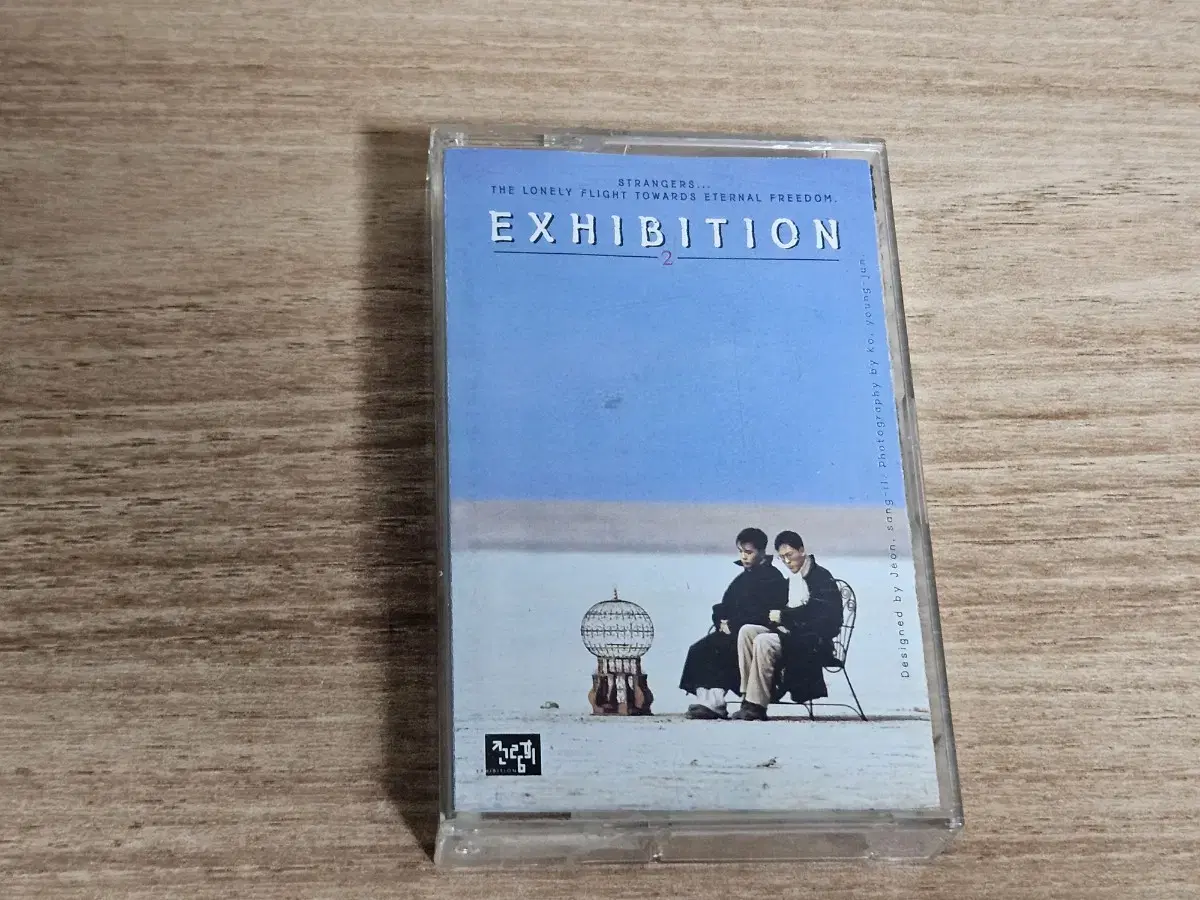 STRANGERS...
THE LONELY FLIGHT TOWARDS ETERNAL FREEDOM.
EXHIBITION
2
Designed by Jeon, sang-il. Photography by Ko, young-jun.
전람회
EXHIBITION